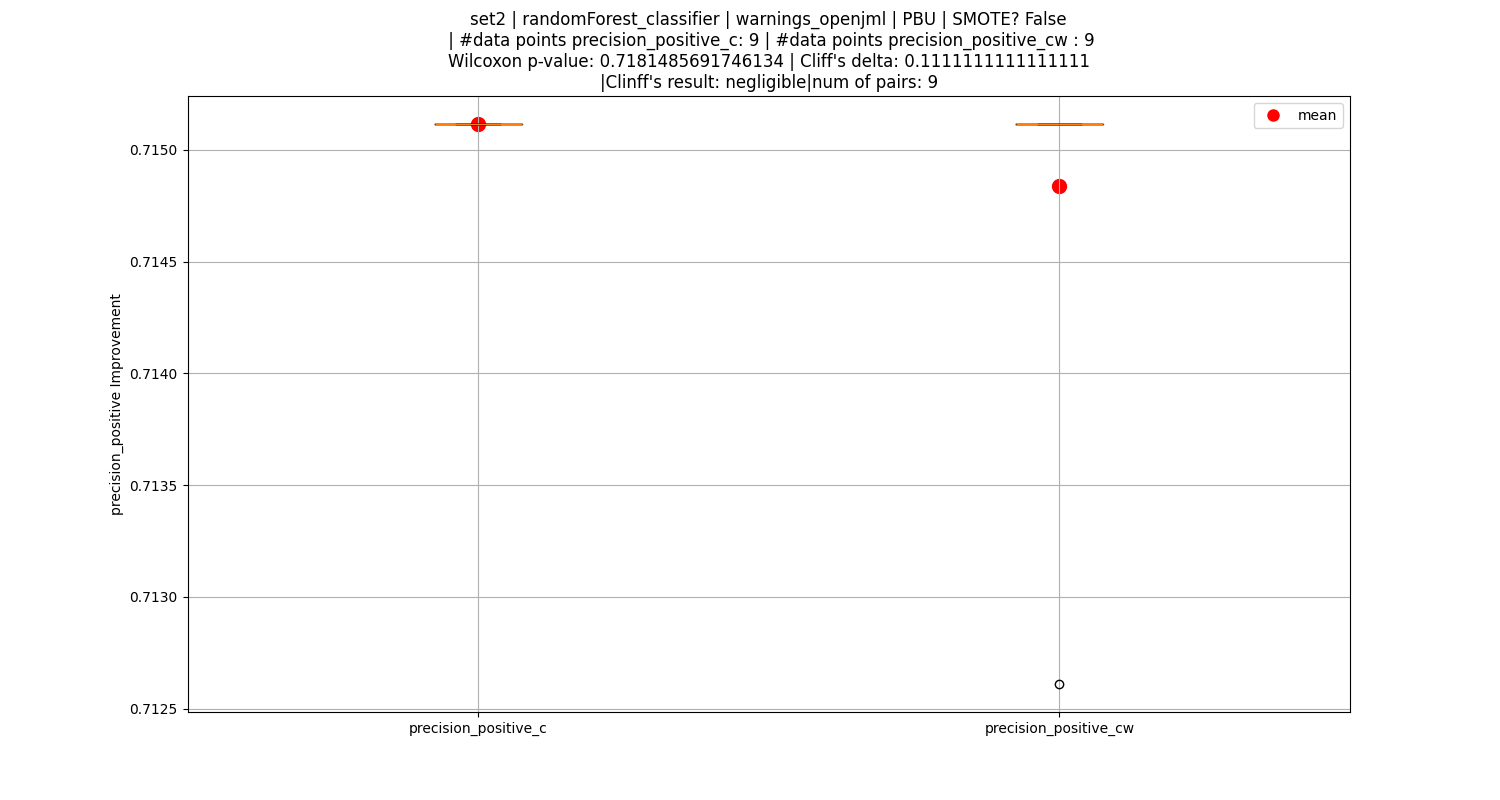 set2 | randomForest_classifier | warnings_openjml | PBU | SMOTE? False
| #data points precision_positive_c: 9 | #data points precision_positive_cw : 9
Wilcoxon p-value: 0.7181485691746134 | Cliff's delta: 0.1111111111111111
|Clinff's result: negligible|num of pairs: 9
mean
precision_positive Improvement
0.7150
0.7145
0.7140
0.7135
0.7130
0.7125
precision_positive_c
precision_positive_cw